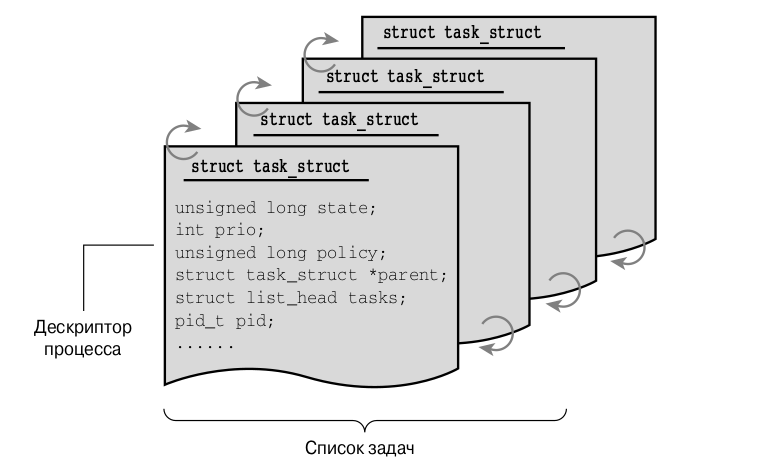 struct task_struct
struct task_struct
struct task_struct
struct task_struct
unsigned long state;
int prio;
unsigned long policy;
struct task_struct *parent;
struct list_head tasks;
pid_t pid;
......
Дескриптор
процесса
Список задач